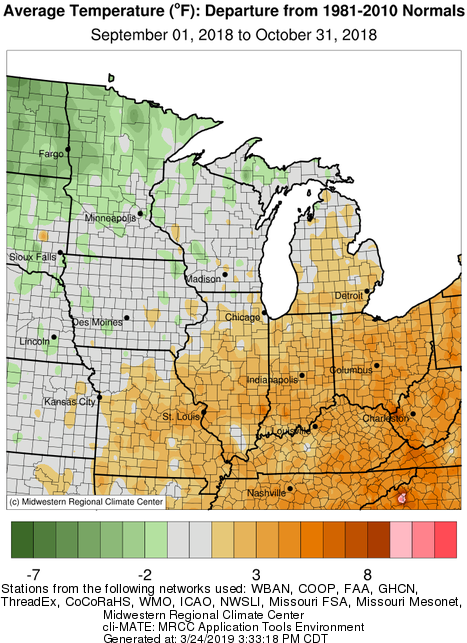 Average Temperature (°F): Departure from 1981-2010 Normals
September 01, 2018 to October 31, 2018
Fargo
Minneapolis
Sioux Falls
Madison
Detroit
Chicago
Des Moines
Lincoln
Columbus
Indianapolis
Kansas City
St. Louis
Charleston
Louisville
Nashville
(c) Midwestern Regional Climate Center
-7 -2 3 8
Stations from the following networks used: WBAN, COOP, FAA, GHCN,
ThreadEx, CoCoRaHS, WMO, ICAO, NWSLI, Missouri FSA, Missouri Mesonet,
Midwestern Regional Climate Center
cli-MATE: MRCC Application Tools Environment
Generated at: 3/24/2019 3:33:18 PM CDT